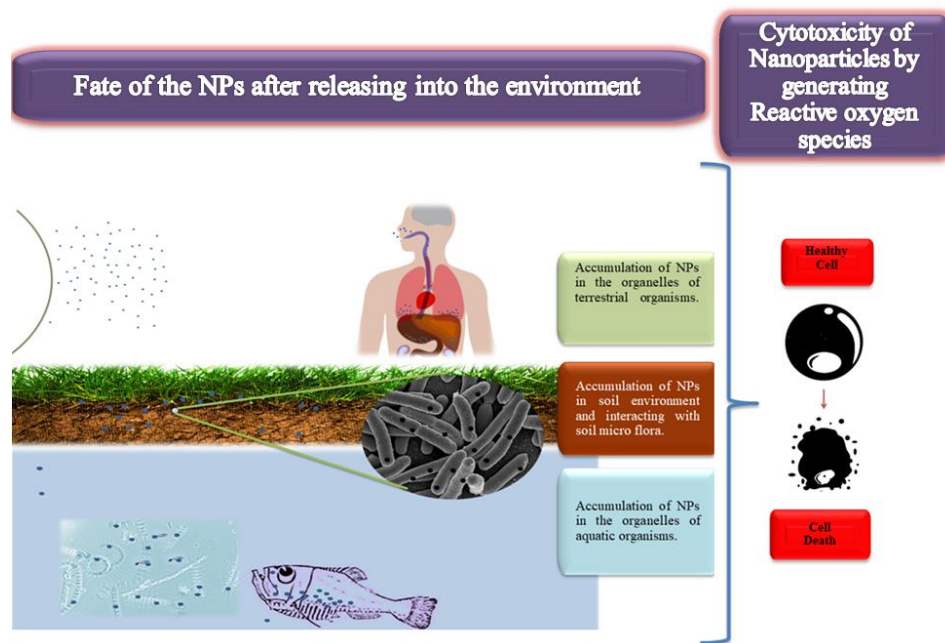 Fate of the NPs after releasing into the environment
Cytotoxicity of
Nanoparticles by
generating
Reactive oxygen
species
Accumulation of NPs
in the organelles of
terrestrial organisms.
Accumulation of NPs
in soil environment
and interacting with
soil micro flora.
Accumulation of NPs
in the organelles of
aquatic organisms.
Healthy
Cell
Cell
Death